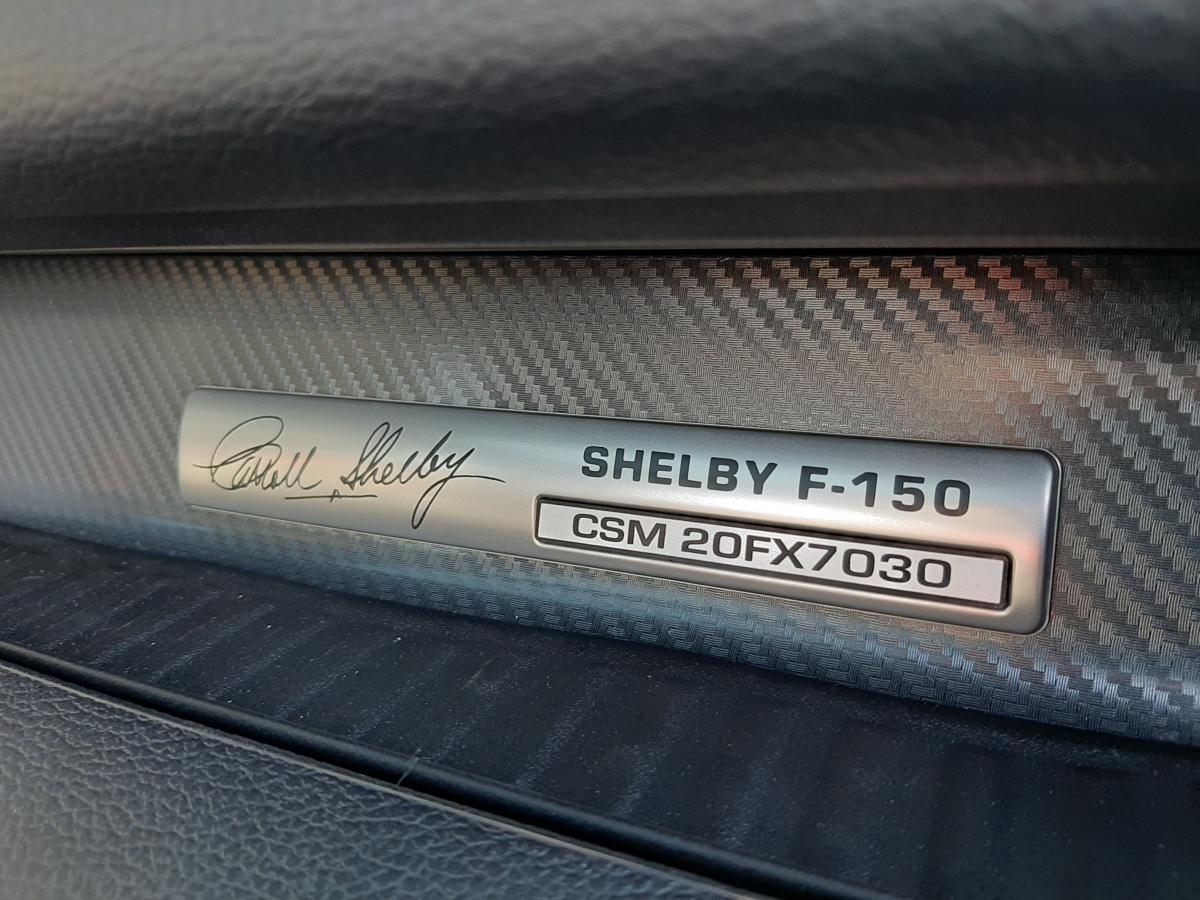 Carroll Shelby
SHELBY F-150
CSM 20FX7030